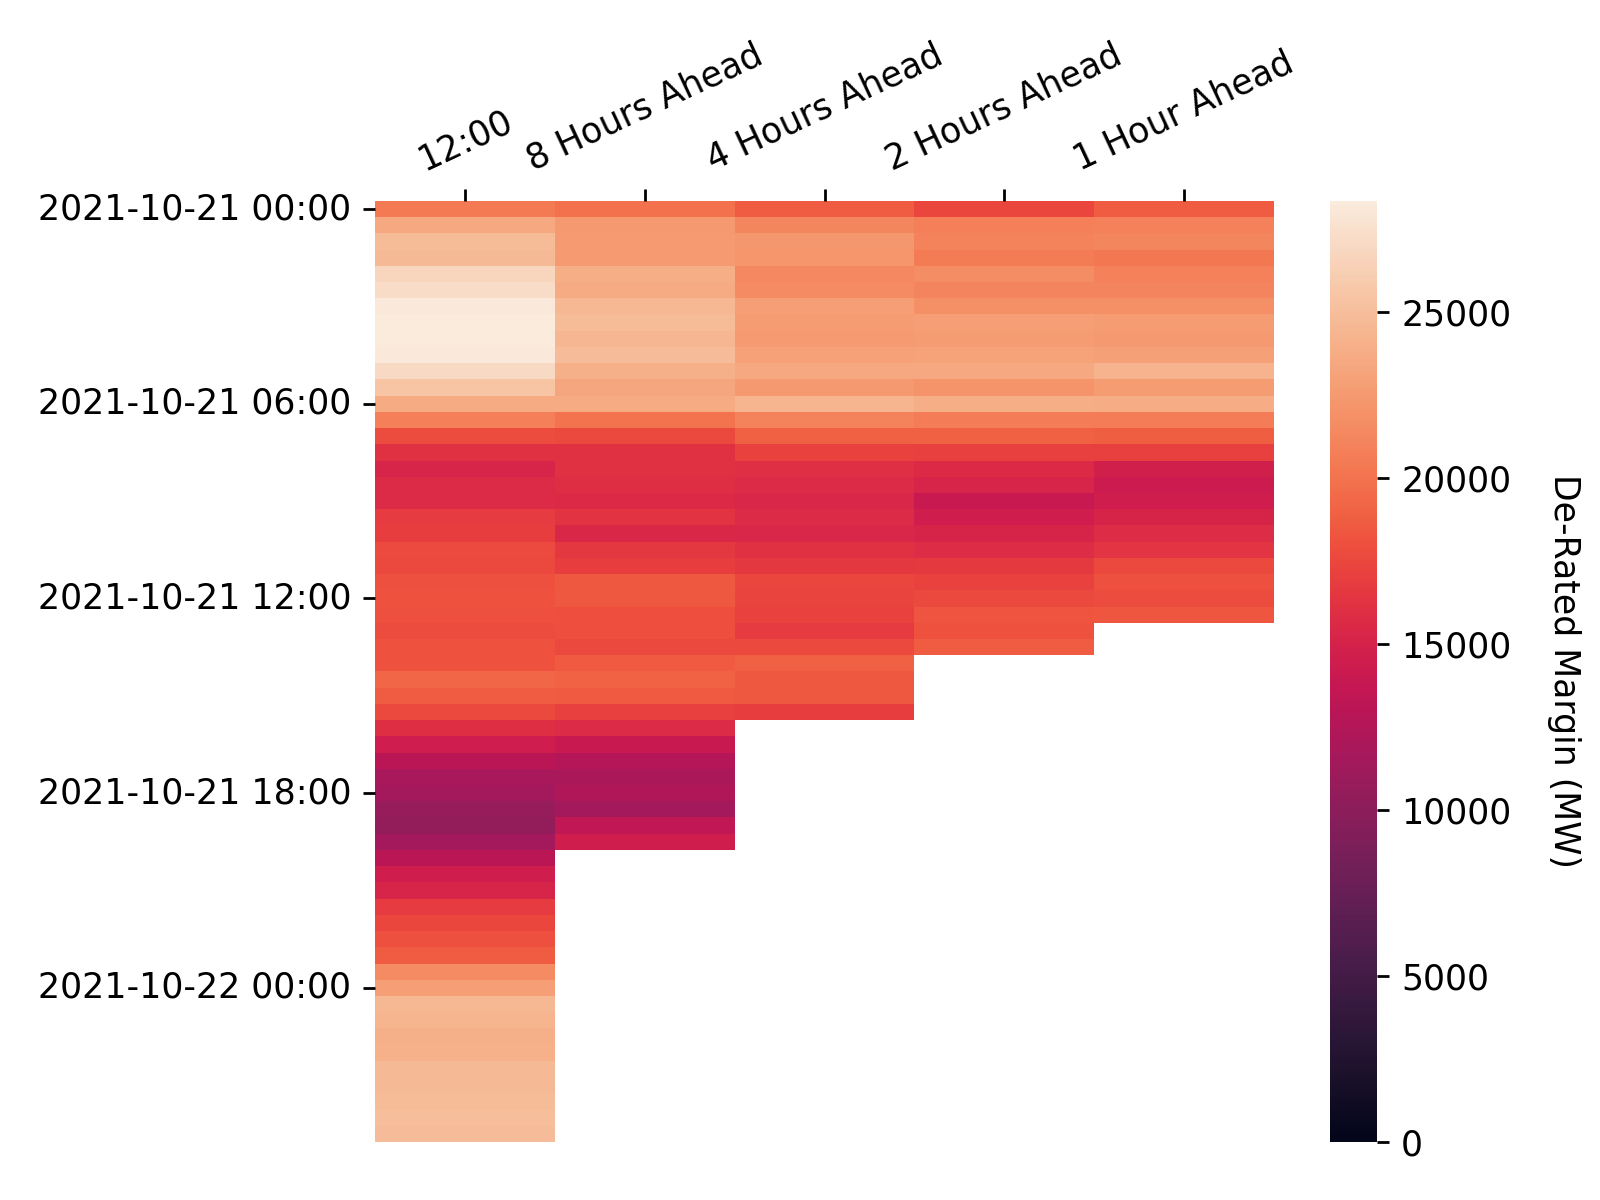 12:00
8 Hours Ahead
4 Hours Ahead
2 Hours Ahead
1 Hour Ahead
2021-10-21 00:00
2021-10-21 06:00
2021-10-21 12:00
2021-10-21 18:00
2021-10-22 00:00
25000
20000
15000
10000
5000
0
De-Rated Margin (MW)